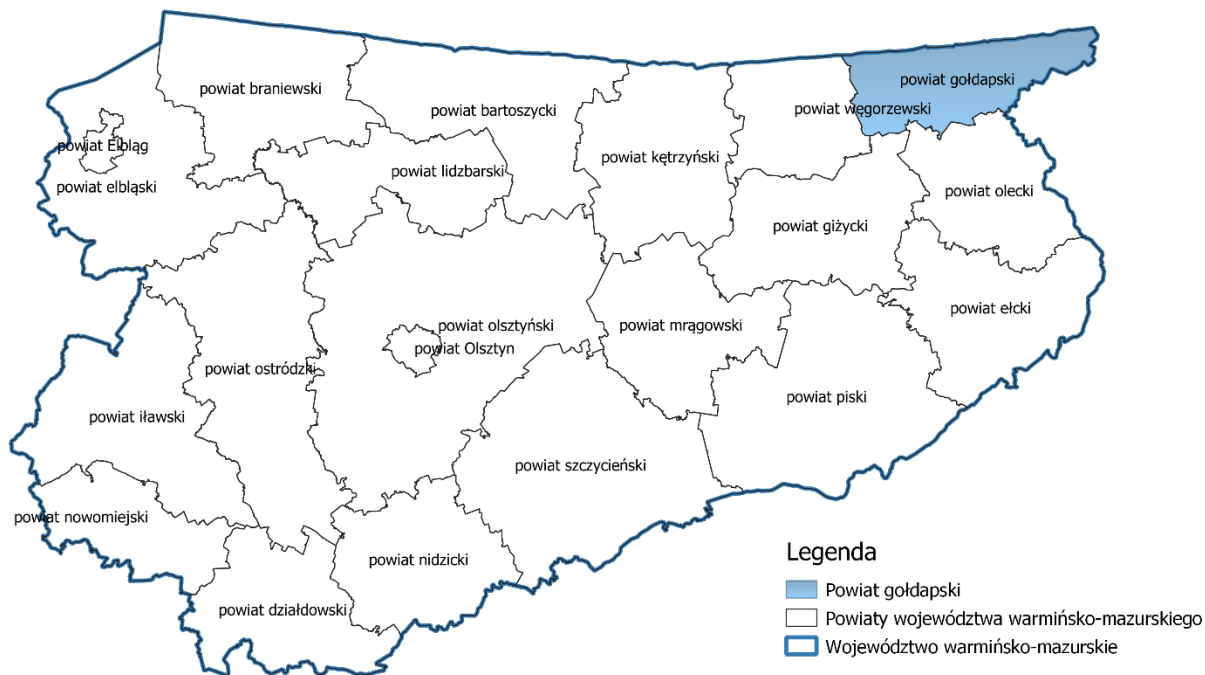 powiat gołdapski
powiat braniewski
powiat bartoszycki
powiat węgorzewski
powiat Elbląg
powiat kętrzyński
powiat lidzbarski
powiat elbląski
powiat olecki
powiat giżycki
powiat ełcki
powiat olsztyński
powiat mrągowski
powiat Olsztyn
powiat ostródzki
powiat piski
powiat iławski
powiat szczycieński
powiat nowomiejski
powiat nidzicki
powiat działdowski
Legenda
Powiat gołdapski
Powiaty województwa warmińsko-mazurskiego
Województwo warmińsko-mazurskie